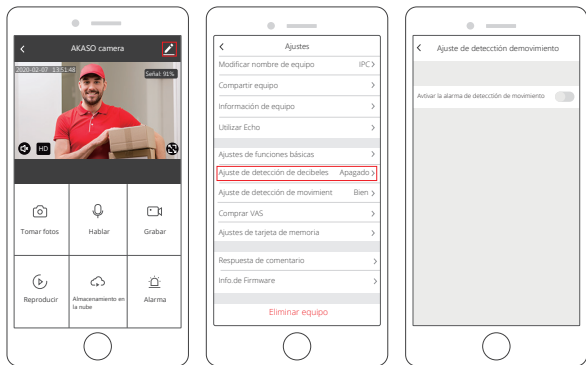 AKASO camera
2020-02-07 13:51:48
Señal: 91%
HD
Tomar fotos
Hablar
Grabar
Reproducir
Almacenamiento en
la nube
Alarma
Ajustes
Modificar nombre de equipo IPC
Compartir equipo
Información de equipo
Utilizar Echo
Ajustes de funciones básicas
Ajuste de detección de decibeles Apagado
Ajuste de detección de movimient Bien
Comprar VAS
Ajustes de tarjeta de memoria
Respuesta de comentario
Info.de Firmware
Eliminar equipo
Ajuste de detecctión demovimiento
Avtivar la alarma de detecctión de movimiento